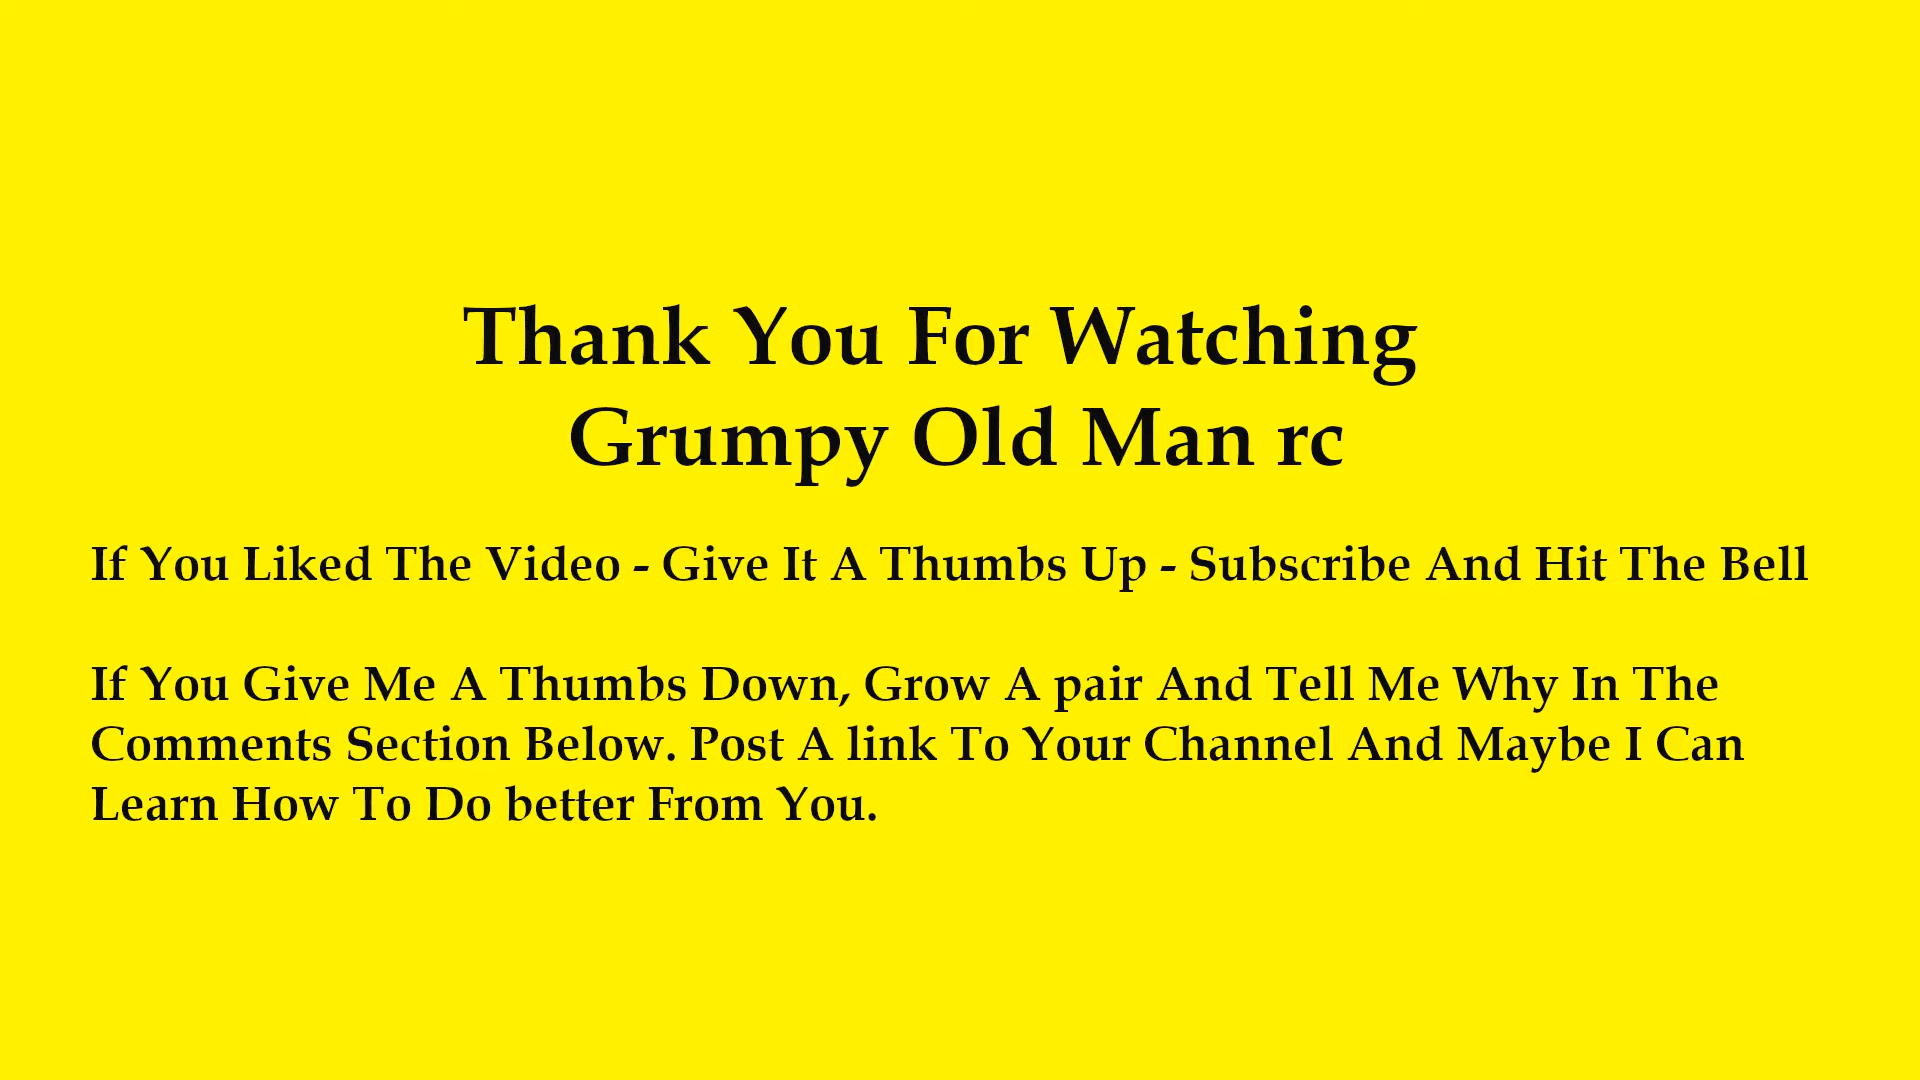 Thank You For Watching
Grumpy Old Man rc
If You Liked The Video - Give It A Thumbs Up - Subscribe And Hit The Bell
If You Give Me A Thumbs Down, Grow A pair And Tell Me Why In The
Comments Section Below. Post A link To Your Channel And Maybe I Can
Learn How To Do better From You.